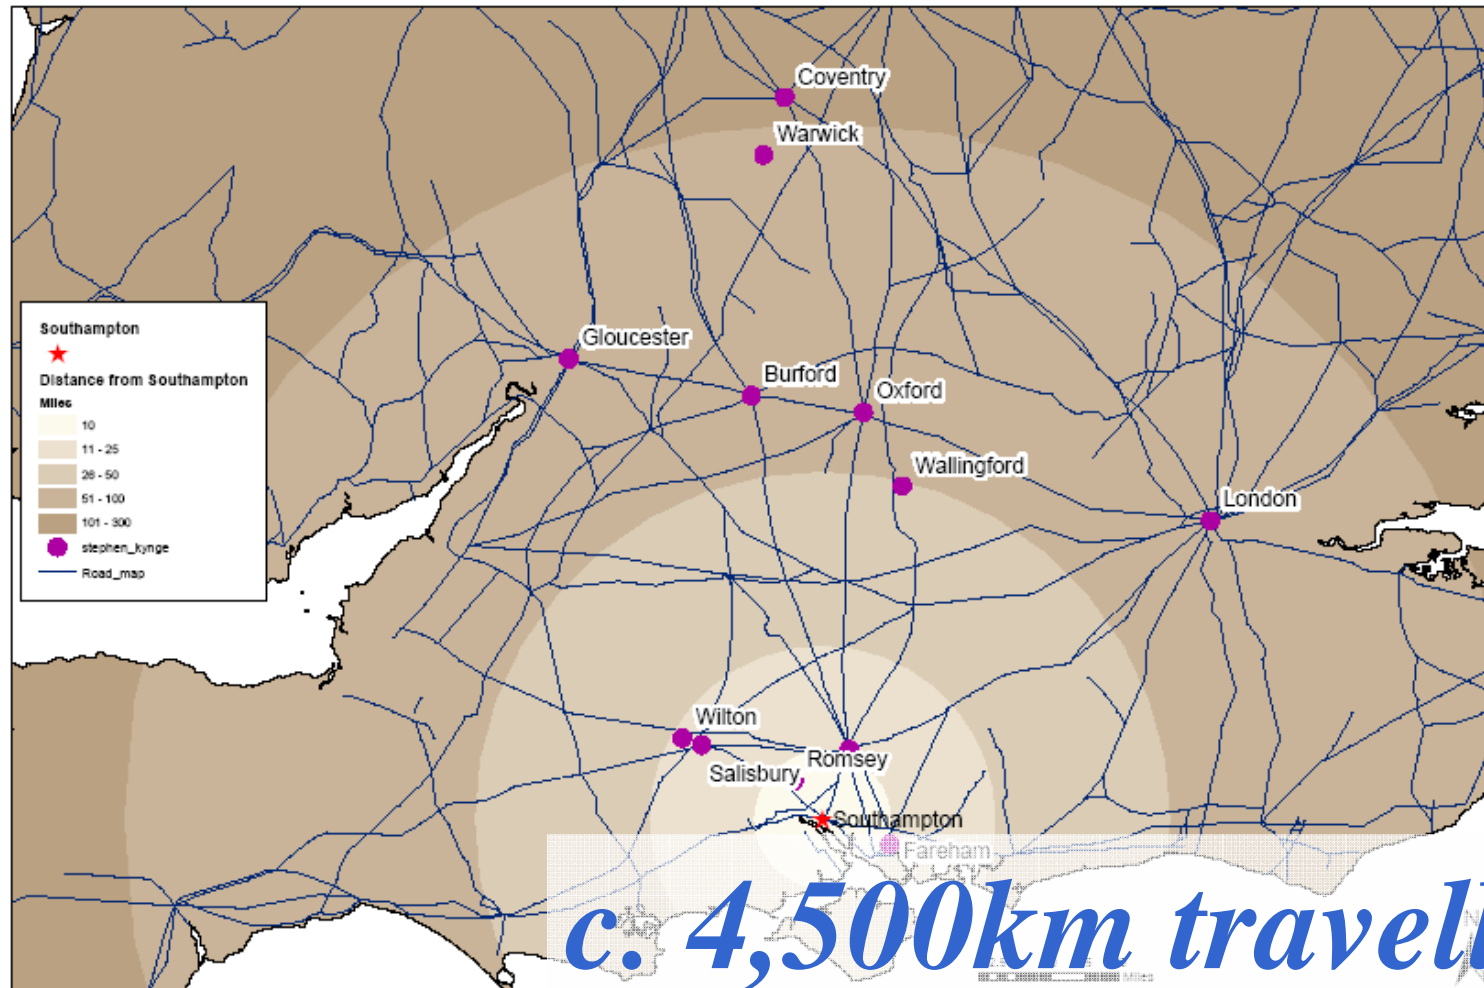 Coventry
Warwick
Southampton
Distance from Southampton
Miles
10
11 - 25
26 - 50
51 - 100
101 - 300
stephen_kynge
Road_map
Gloucester
Burford
Oxford
Wallingford
London
Wilton
Salisbury
Romsey
Southampton
Fareham
c. 4,500km travell
Miles
N